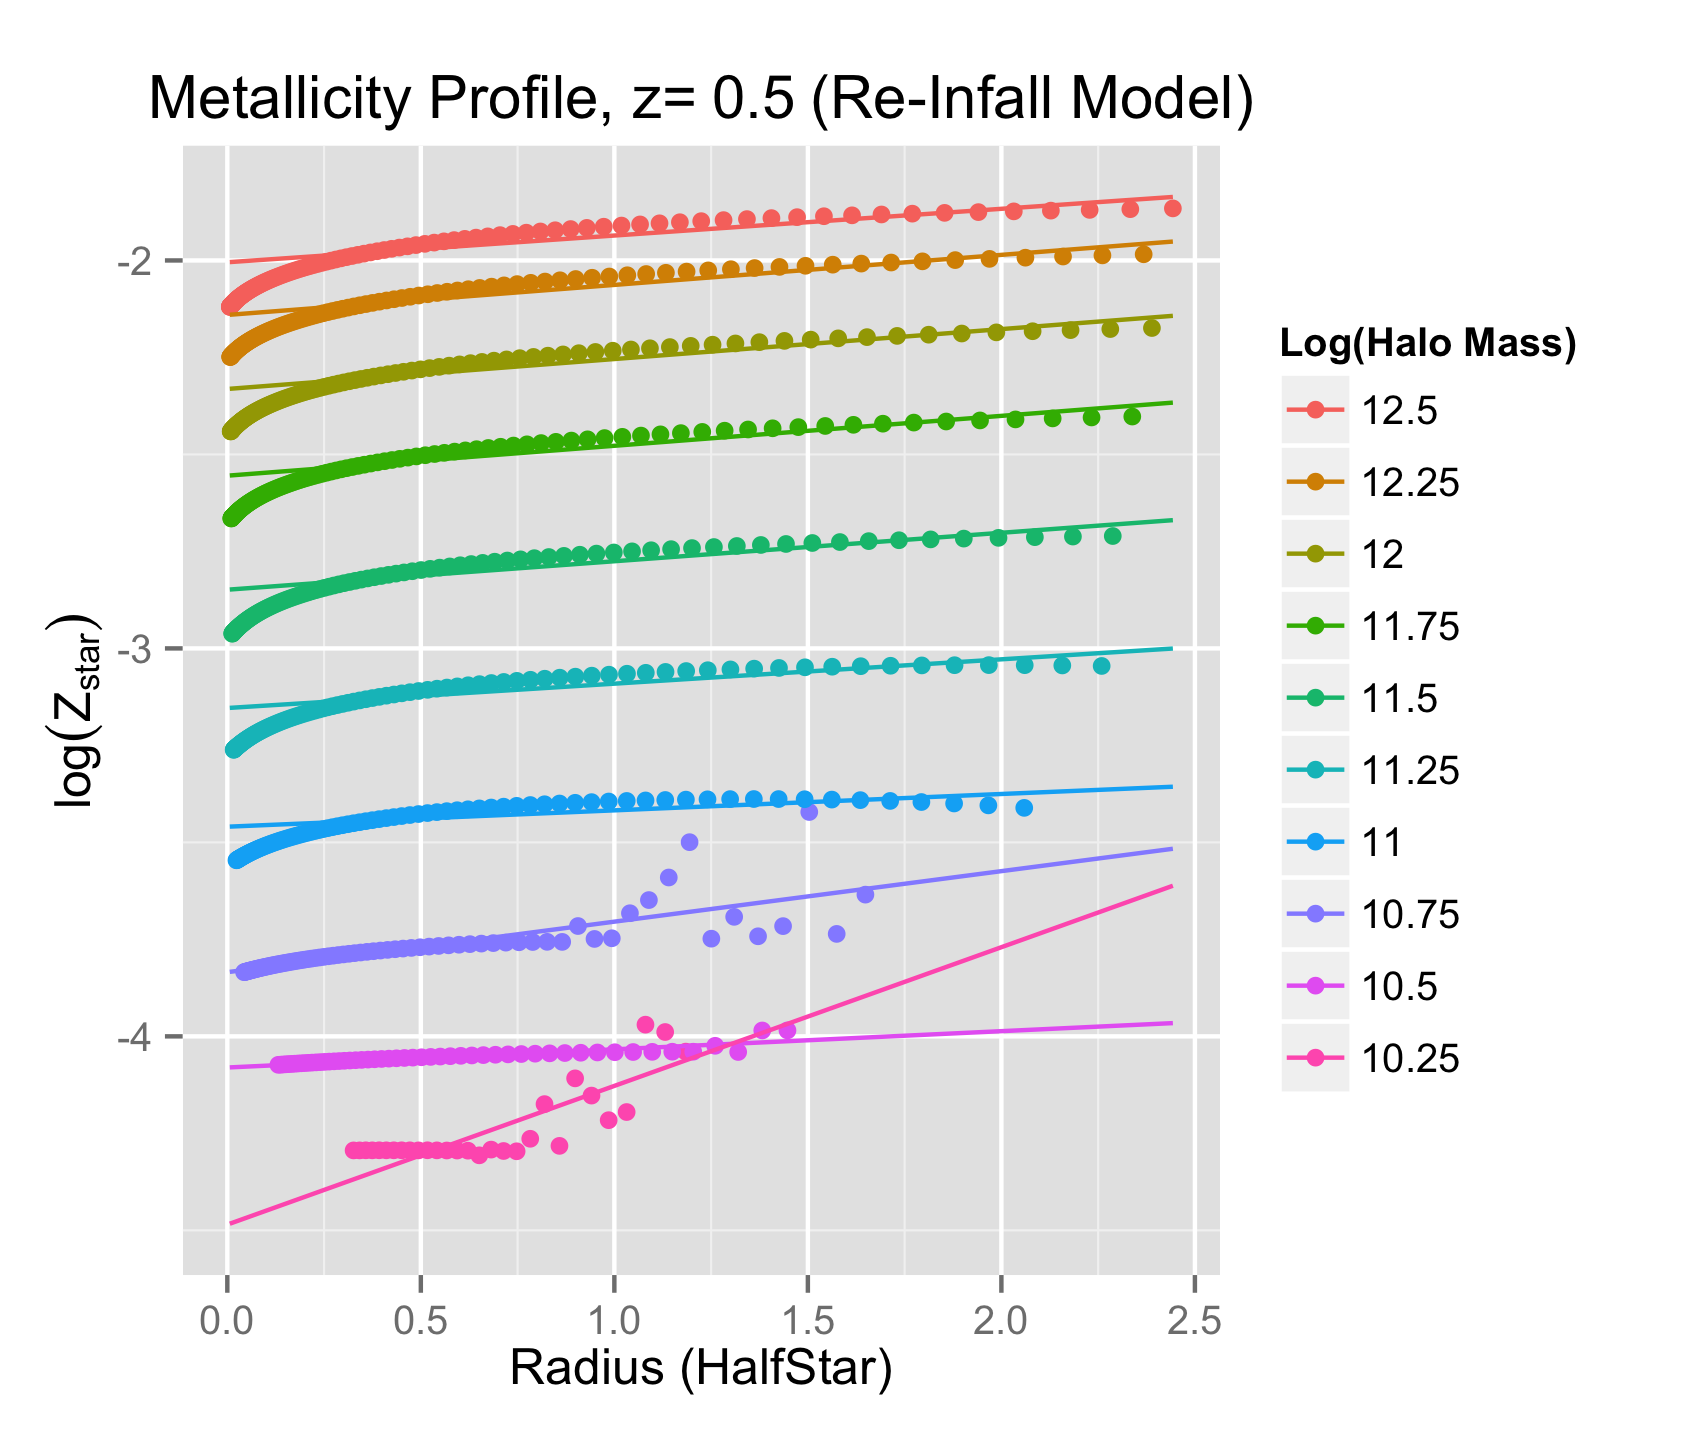 Metallicity Profile, z= 0.5 (Re-Infall Model)
log(Zstar)
-2
-3
-4
0.0 0.5 1.0 1.5 2.0 2.5
Radius (HalfStar)
Log(Halo Mass)
12.5
12.25
12
11.75
11.5
11.25
11
10.75
10.5
10.25